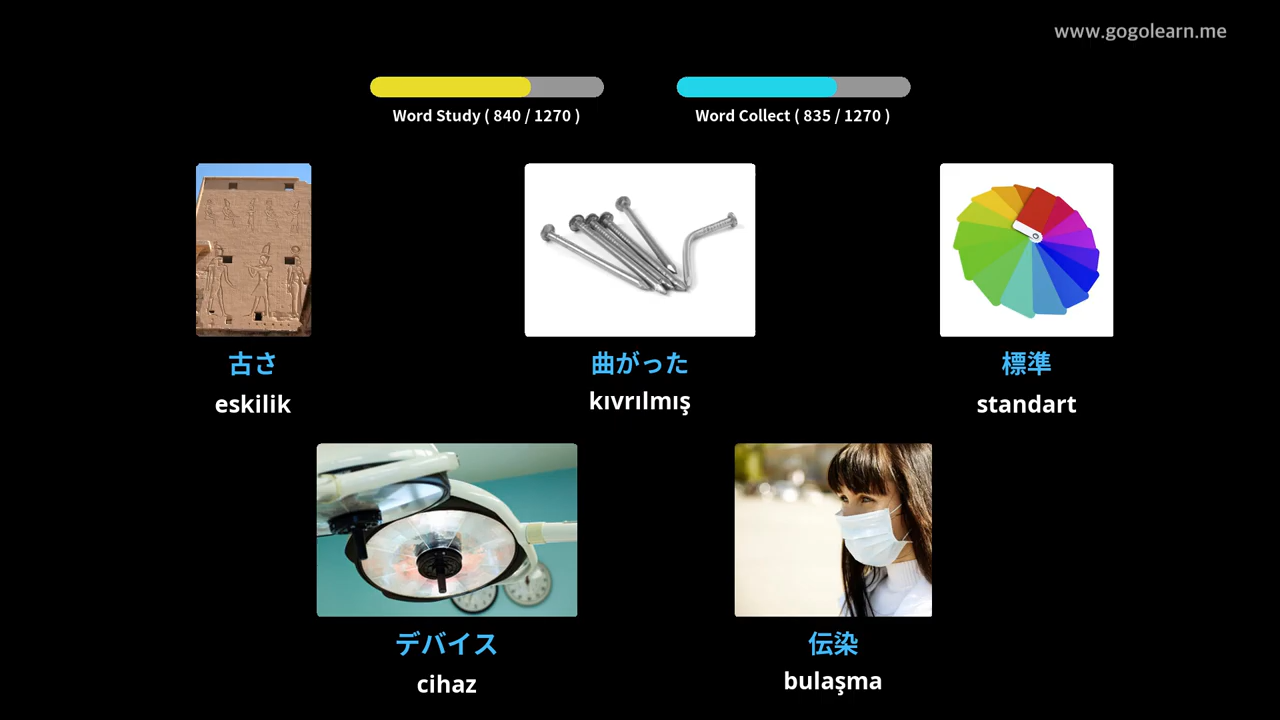 www.gogolearn.me
Word Study ( 840 / 1270 )
Word Collect ( 835 / 1270 )
古さ
曲がった
標準
eskilik
kıvrılmış
standart
デバイス
伝染
cihaz
bulaşma